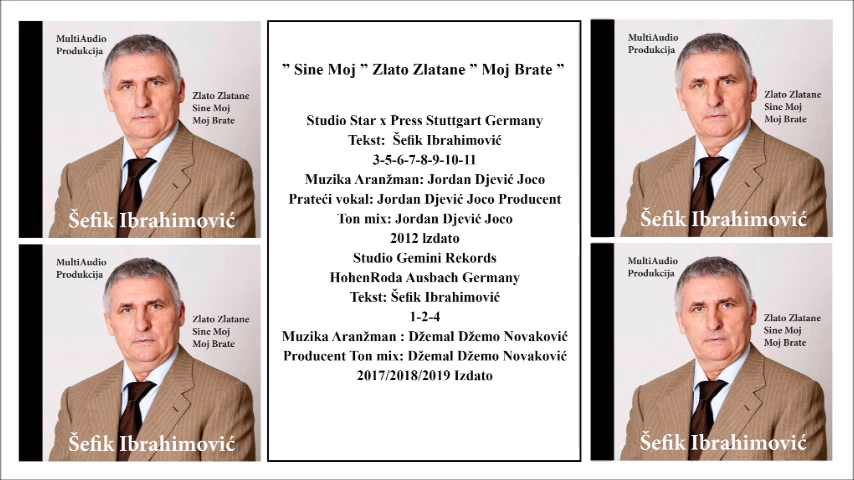 MultiAudio
Produkcija
Zlato Zlatane
Sine Moj
Moj Brate
Šefik Ibrahimović
MultiAudio
Produkcija
Zlato Zlatane
Sine Moj
Moj Brate
Šefik Ibrahimović
” Sine Moj ” Zlato Zlatane ” Moj Brate ”
Studio Star x Press Stuttgart Germany
Tekst: Šefik Ibrahimović
3-5-6-7-8-9-10-11
Muzika Aranžman: Jordan Djević Joco
Prateći vokal: Jordan Djević Joco Producent
Ton mix: Jordan Djević Joco
2012 lzdato
Studio Gemini Rekords
HohenRoda Ausbach Germany
Tekst: Šefik Ibrahimović
1-2-4
Muzika Aranžman : Džemal Džemo Novaković
Producent Ton mix: Džemal Džemo Novaković
2017/2018/2019 Izdato
MultiAudio
Produkcija
Zlato Zlatane
Sine Moj
Moj Brate
Šefik Ibrahimović
MultiAudio
Produkcija
Zlato Zlatane
Sine Moj
Moj Brate
Šefik Ibrahimović